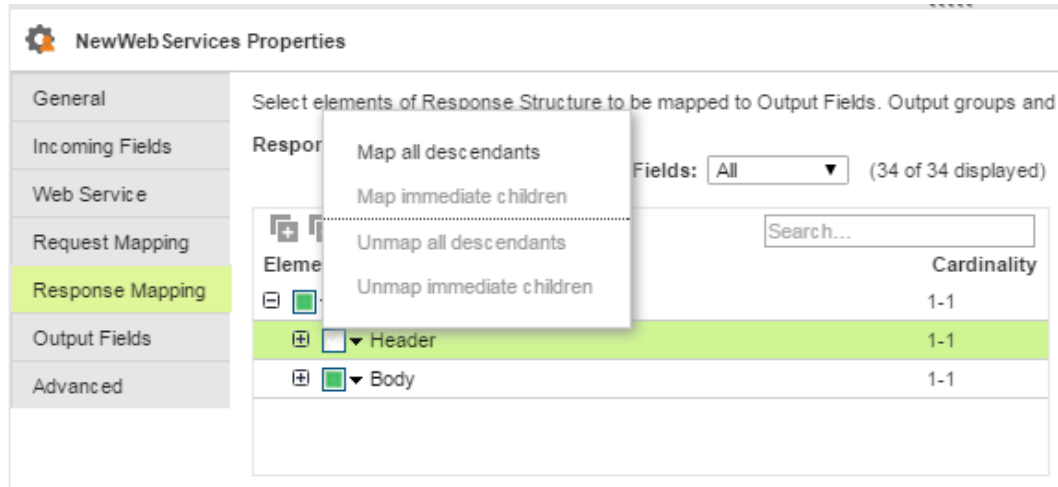 NewWebServices Properties
General
Incoming Fields
Web Service
Request Mapping
Response Mapping
Output Fields
Advanced
Select elements of Response Structure to be mapped to Output Fields. Output groups and
Fields: All (34 of 34 displayed)
Map all descendants
Map immediate children
Unmap all descendants
Unmap immediate children
Search...
Cardinality
1-1
Header 1-1
Body 1-1